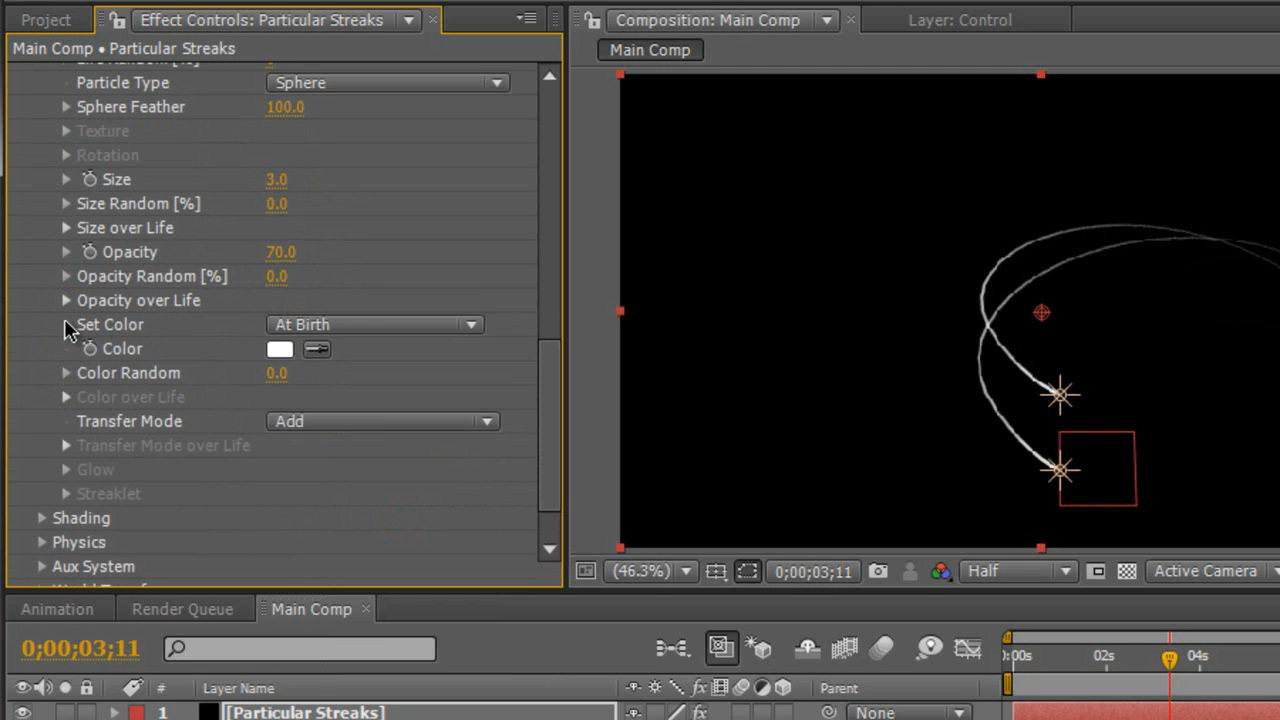 Project
Effect Controls: Particular Streaks
Composition: Main Comp
Layer: Control
Main Comp • Particular Streaks
Main Comp
Particle Type
Sphere
Sphere Feather
100.0
Texture
Rotation
Size
3.0
Size Random [%]
0.0
Size over Life
Opacity
70.0
Opacity Random [%]
0.0
Opacity over Life
Set Color
At Birth
Color
Color Random
0.0
Color over Life
Transfer Mode
Add
Transfer Mode over Life
Glow
Streaklet
Shading
Physics
Aux System
(46.3%)
0;00;03;11
Half
Active Camera
Animation
Render Queue
Main Comp
0;00;03;11
:00s
02s
04s
#
Layer Name
fx
Parent
1
[Particular Streaks]
fx
None